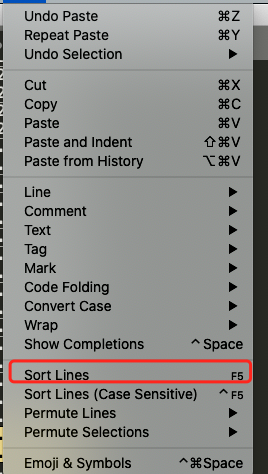 Undo Paste ⌘Z
Repeat Paste ⌘Y
Undo Selection ▶
Cut ⌘X
Copy ⌘C
Paste ⌘V
Paste and Indent ⇧⌘V
Paste from History ⌥⌘V
Line ▶
Comment ▶
Text ▶
Tag ▶
Mark ▶
Code Folding ▶
Convert Case ▶
Wrap ▶
Show Completions ^Space
Sort Lines F5
Sort Lines (Case Sensitive) ^F5
Permute Lines ▶
Permute Selections ▶
Emoji & Symbols ^⌘Space